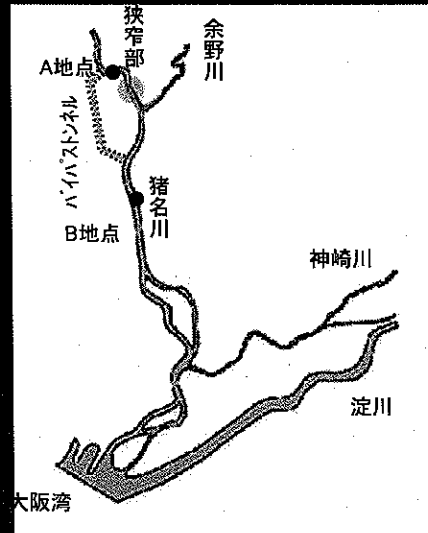 狭窄部
余野川
A地点
バイパストンネル
猪名川
B地点
神崎川
淀川
大阪湾